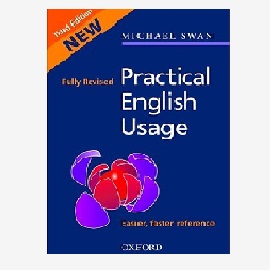 Third Edition
NEW
MICHAEL SWAN
Fully Revised
Practical
English
Usage
Easier, faster reference
OXFORD